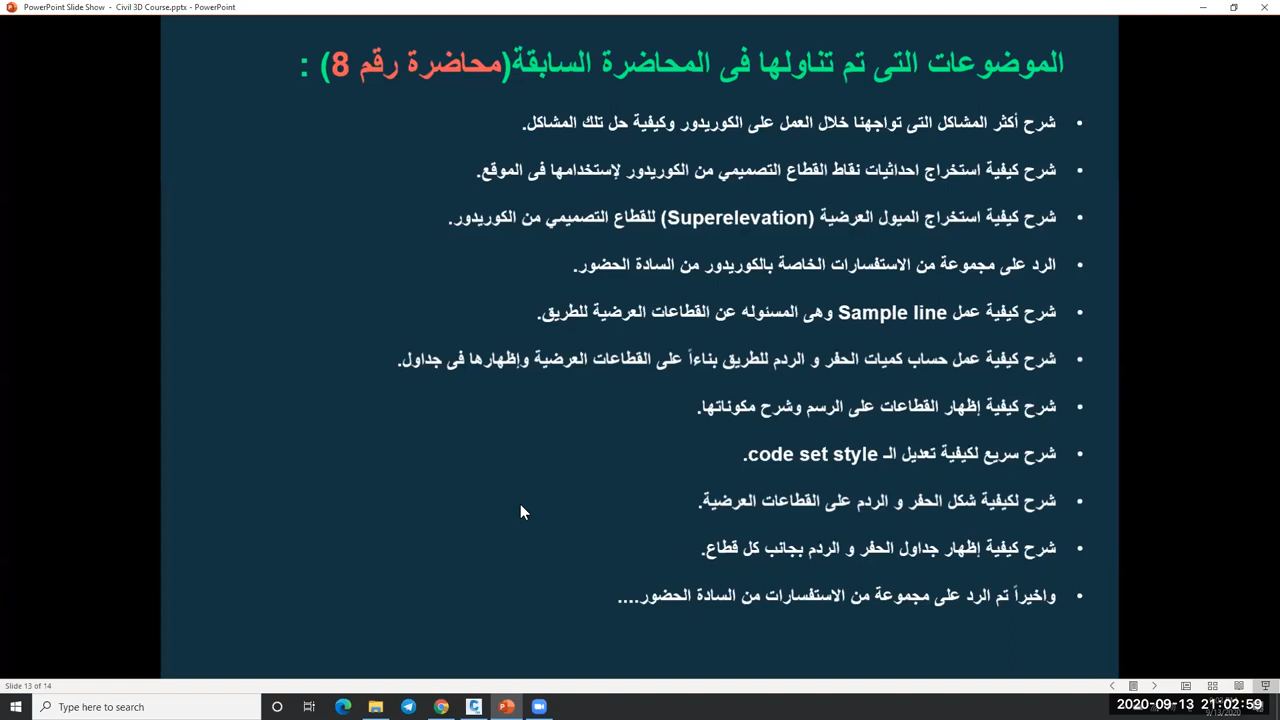 PowerPoint Slide Show - Civil 3D Course.pptx - PowerPoint
الموضوعات التى تم تناولها فى المحاضرة السابقة(محاضرة رقم 8) :
• شرح أكثر المشاكل التى تواجهنا خلال العمل على الكوريدور وكيفية حل تلك المشاكل.
• شرح كيفية استخراج احداثيات نقاط القطاع التصميمي من الكوريدور لإستخدامها فى الموقع.
• شرح كيفية استخراج الميول العرضية (Superelevation) للقطاع التصميمي من الكوريدور.
• الرد على مجموعة من الاستفسارات الخاصة بالكوريدور من السادة الحضور.
• شرح كيفية عمل Sample line وهى المسئوله عن القطاعات العرضية للطريق.
• شرح كيفية عمل حساب كميات الحفر و الردم للطريق بناءاً على القطاعات العرضية وإظهارها فى جداول.
• شرح كيفية إظهار القطاعات على الرسم وشرح مكوناتها.
• شرح سريع لكيفية تعديل الـ code set style.
• شرح لكيفية شكل الحفر و الردم على القطاعات العرضية.
• شرح كيفية إظهار جداول الحفر و الردم بجانب كل قطاع.
• واخيراً تم الرد على مجموعة من الاستفسارات من السادة الحضور....
Slide 13 of 14
Type here to search
2020-09-13 21:02:59
9/13/2020